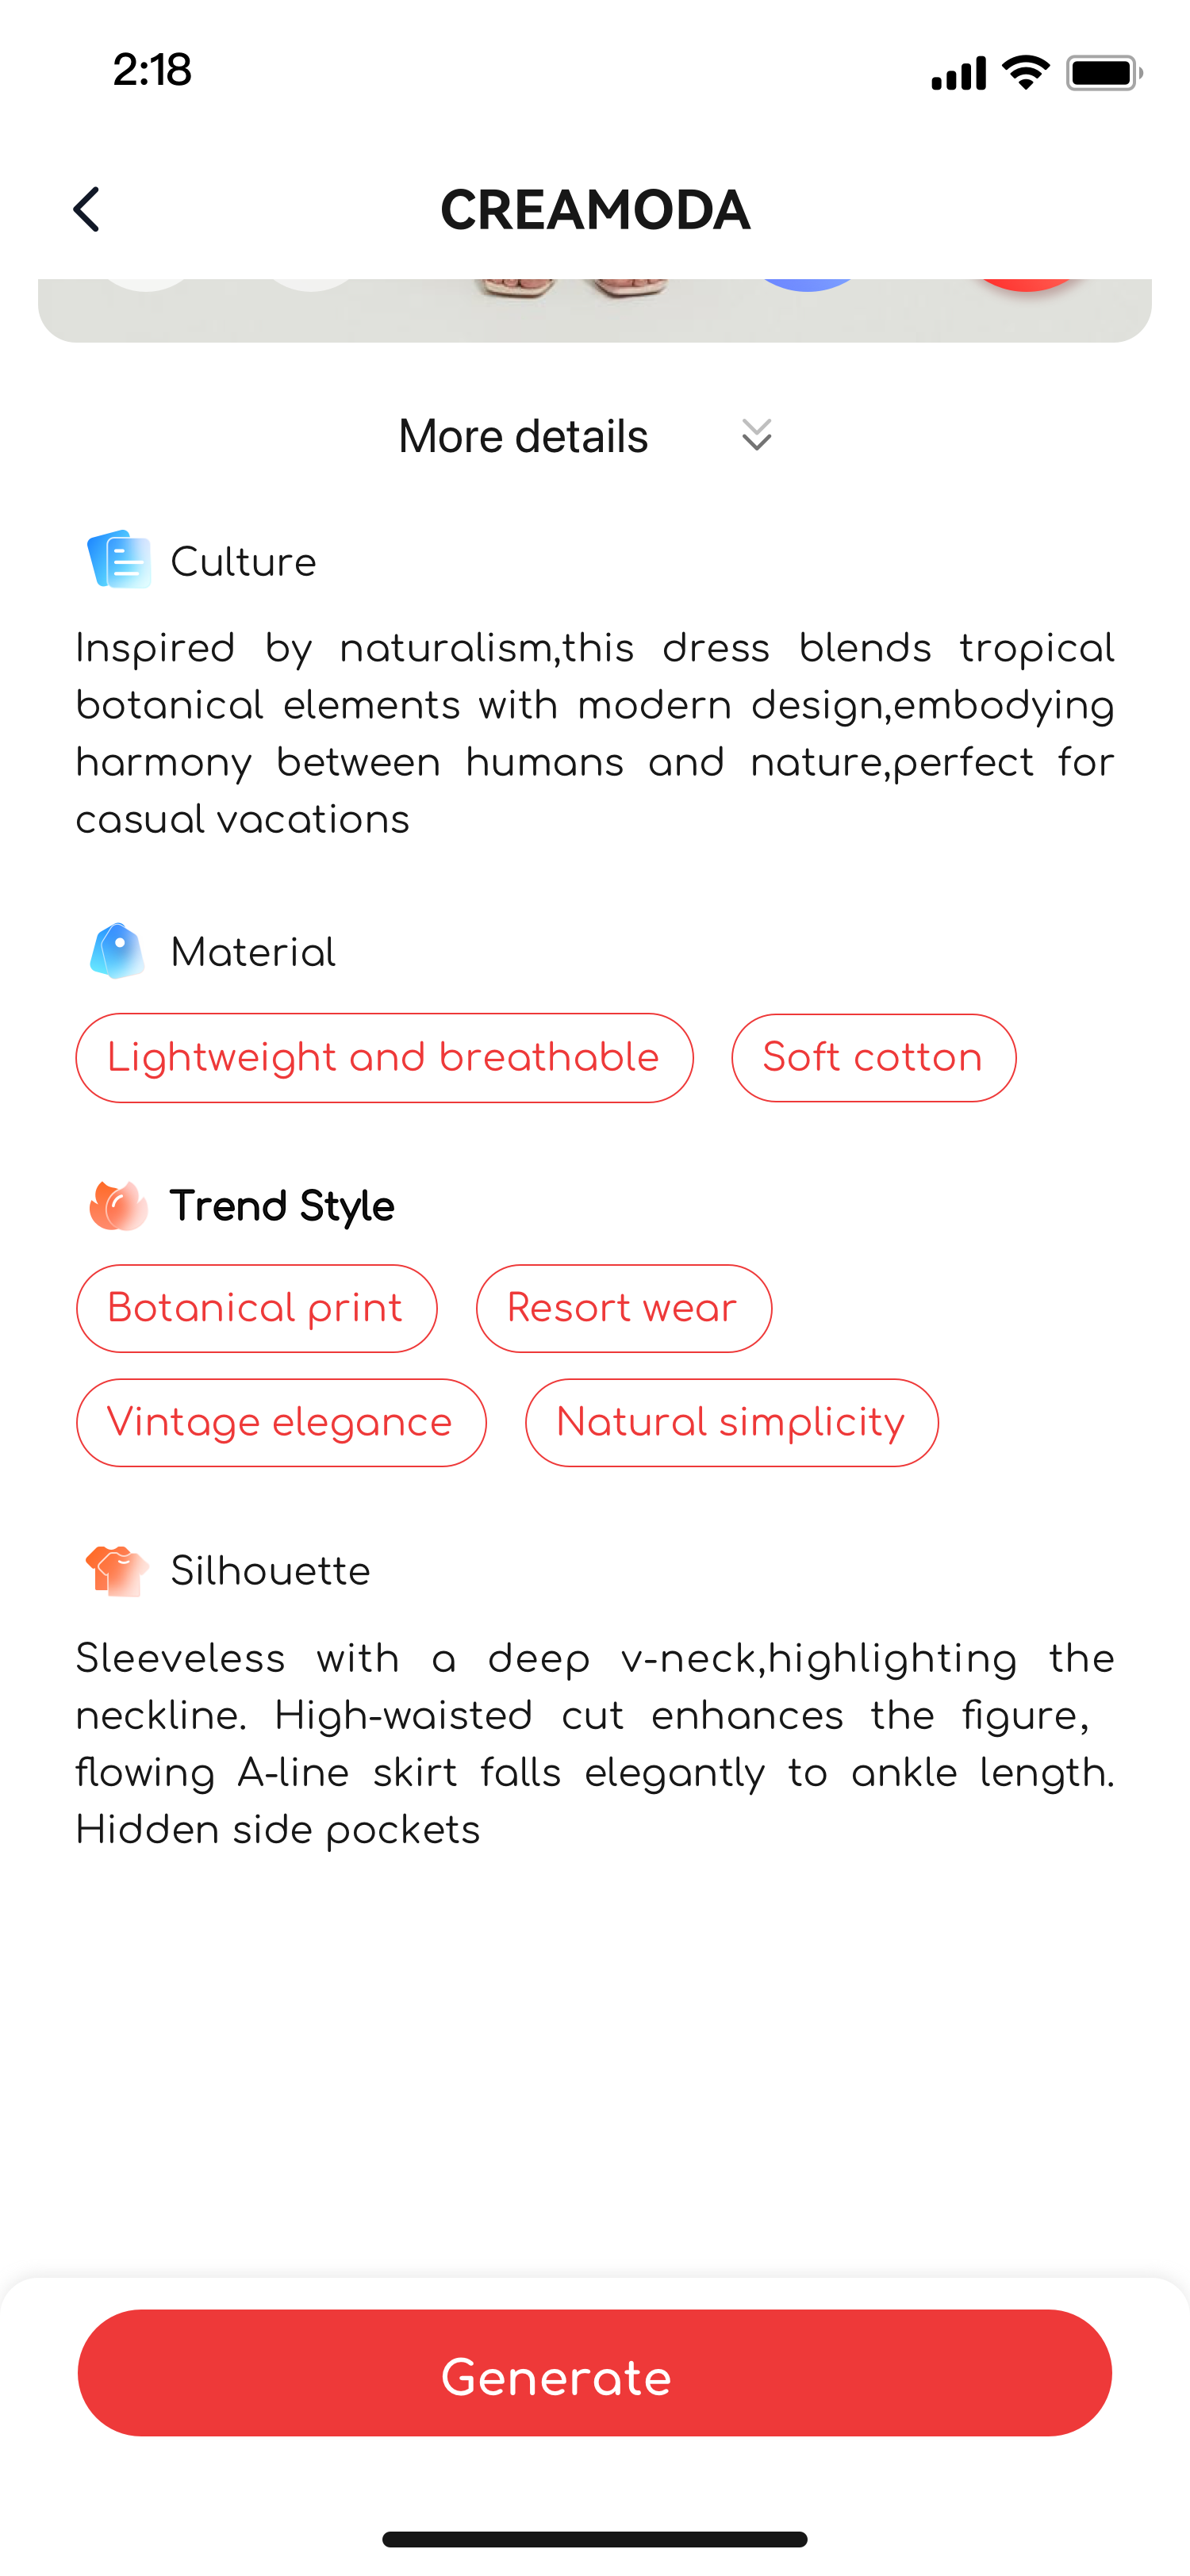 2:18
CREAMODA
More details
Culture
Inspired by naturalism,this dress blends tropical
botanical elements with modern design,embodying
harmony between humans and nature,perfect for
casual vacations
Material
Lightweight and breathable Soft cotton
Trend Style
Botanical print Resort wear
Vintage elegance Natural simplicity
Silhouette
Sleeveless with a deep v-neck,highlighting the
neckline. High-waisted cut enhances the figure,
flowing A-line skirt falls elegantly to ankle length.
Hidden side pockets
Generate